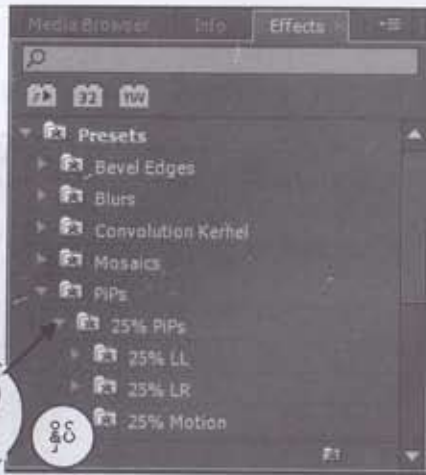 Media Browser Info Effects ×
32
Presets
Bevel Edges
Blurs
Convolution Kernel
Mosaics
PiPs
25% PiPs
25% LL
25% LR
25% Motion